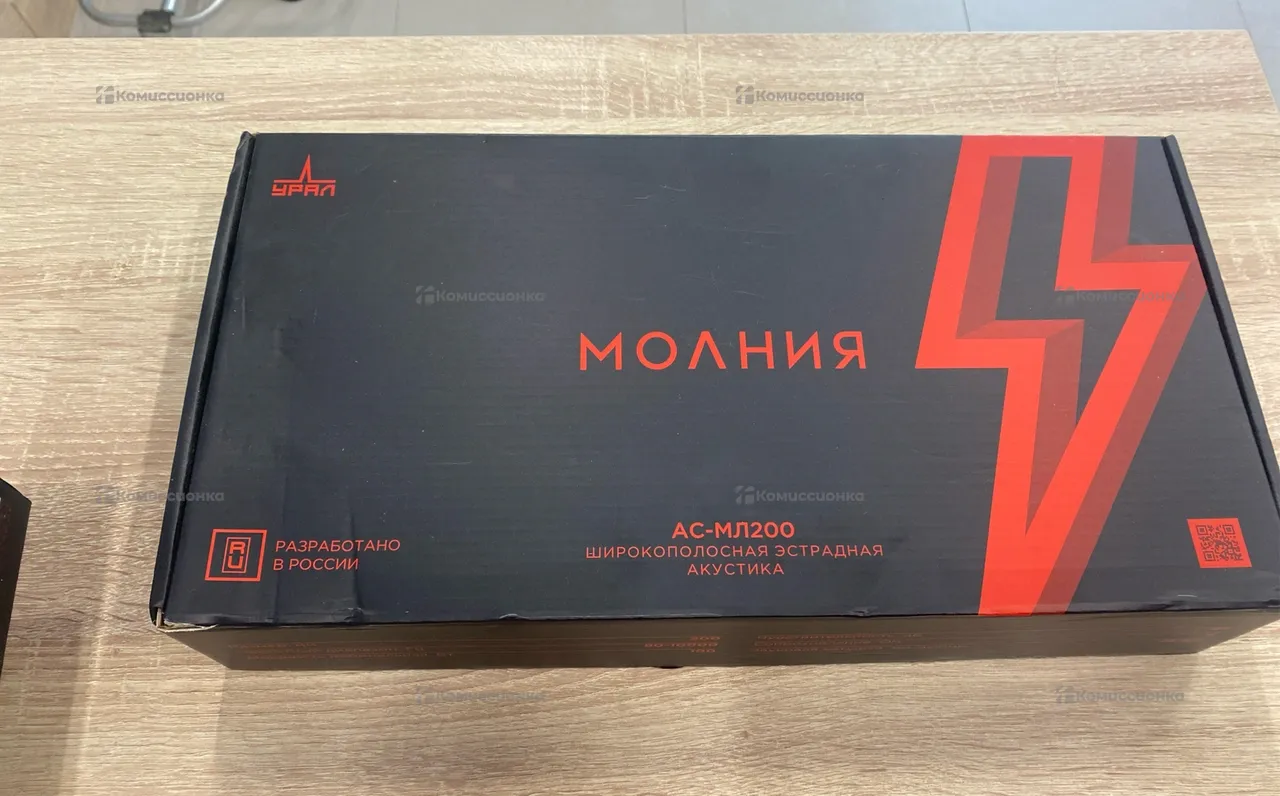 Комиссионка
Комиссионка
УРАЛ
Комиссионка
Комиссионка
МОЛНИЯ
Комиссионка
Комиссионка
АС-МЛ200
ШИРОКОПОЛОСНАЯ ЭСТРАДНАЯ
АКУСТИКА
RU
РАЗРАБОТАНО
В РОССИИ
Комиссионка
Комиссионка